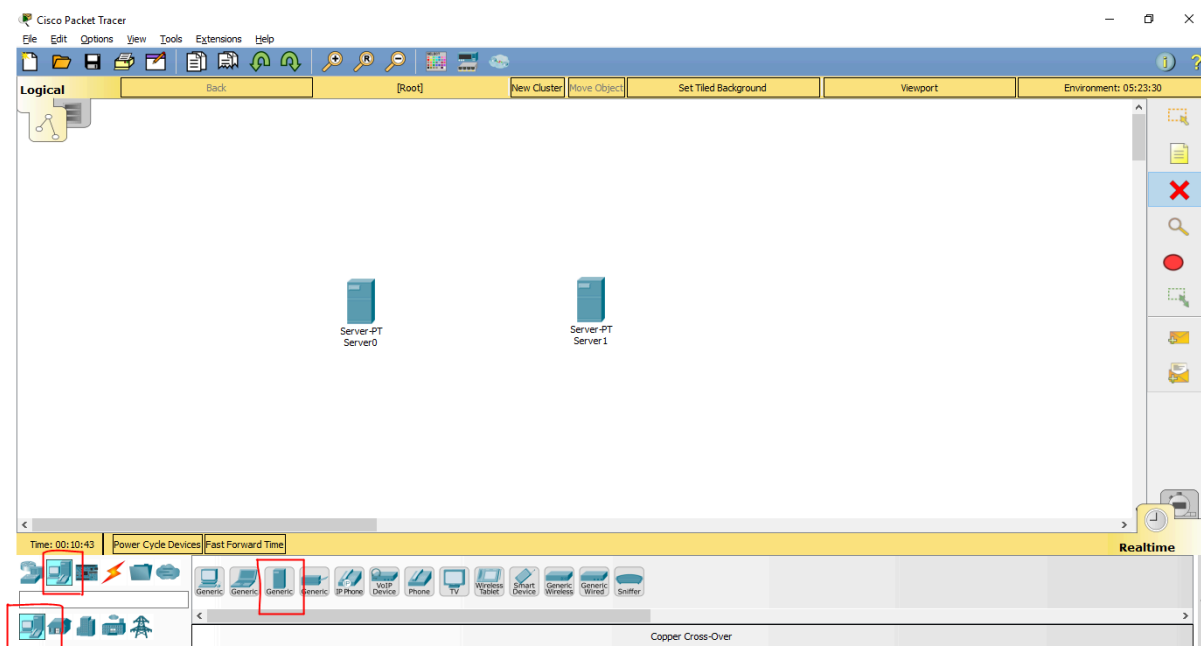 Cisco Packet Tracer
File Edit Options View Tools Extensions Help
Logical Back [Root] New Cluster Move Object Set Tiled Background Viewport Environment: 05:23:30
Server-PT
Server0
Server-PT
Server1
Time: 00:10:43 Power Cycle Devices Fast Forward Time Realtime
Generic Generic Generic Generic IP Phone VoIP Device Phone TV Wireless Tablet Smart Device Generic Wireless Generic Wired Sniffer
Copper Cross-Over